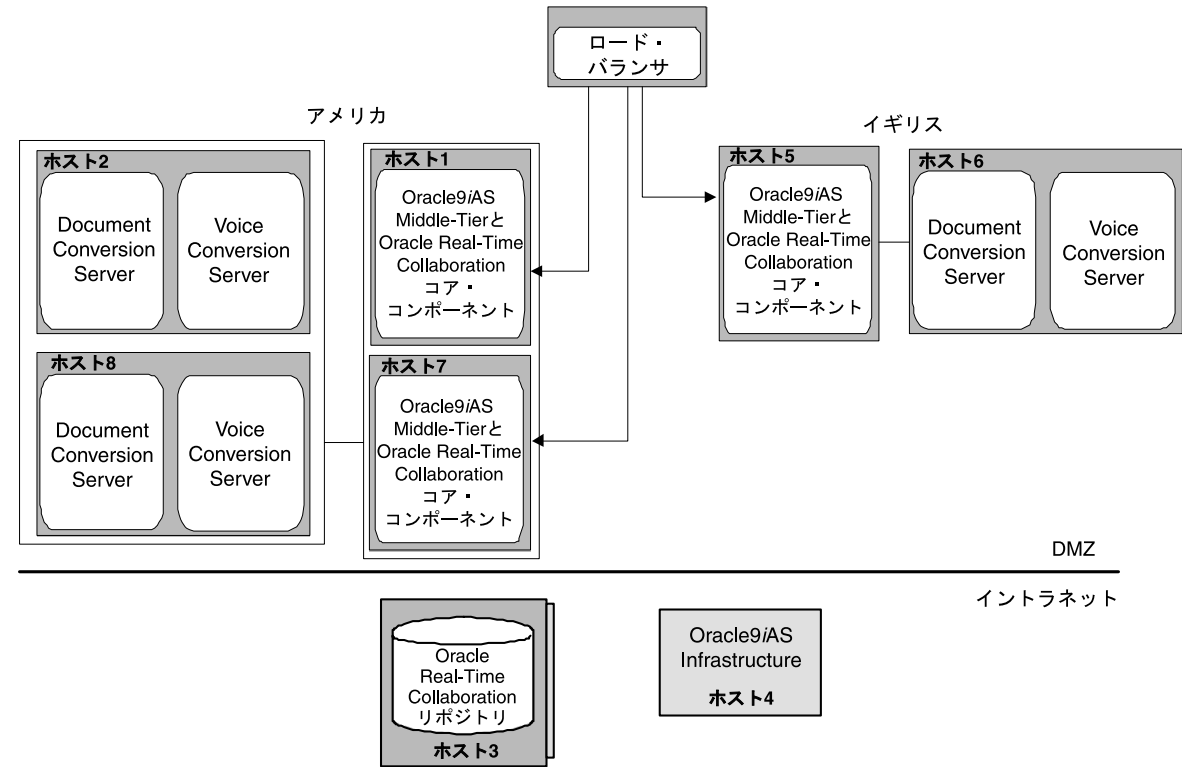 ロード・
バランサ
アメリカ
イギリス
ホスト2
Document
Conversion
Server
Voice
Conversion
Server
ホスト1
Oracle9iAS
Middle-Tierと
Oracle Real-Time
Collaboration
コア・
コンポーネント
ホスト5
Oracle9iAS
Middle-Tierと
Oracle Real-Time
Collaboration
コア・
コンポーネント
ホスト6
Document
Conversion
Server
Voice
Conversion
Server
ホスト8
Document
Conversion
Server
Voice
Conversion
Server
ホスト7
Oracle9iAS
Middle-Tierと
Oracle Real-Time
Collaboration
コア・
コンポーネント
DMZ
イントラネット
Oracle
Real-Time
Collaboration
リポジトリ
ホスト3
Oracle9iAS
Infrastructure
ホスト4